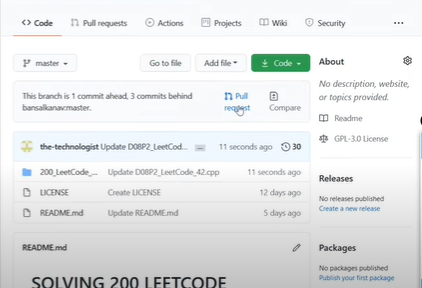 <> Code Pull requests Actions Projects Wiki Security ...
master Go to file Add file Code
About
No description, website,
or topics provided.
This branch is 1 commit ahead, 3 commits behind
bansalkanav:master.
Pull
request
Compare
Readme
GPL-3.0 License
the-technologist Update D08P2_LeetCod... ... 11 seconds ago 30
200_LeetCode_... Update D08P2_LeetCode_42.cpp 11 seconds ago
LICENSE Create LICENSE 12 days ago
README.md Update README.md 5 days ago
Releases
No releases published
Create a new release
README.md
Packages
No packages published
Publish your first package
SOLVING 200 LEETCODE